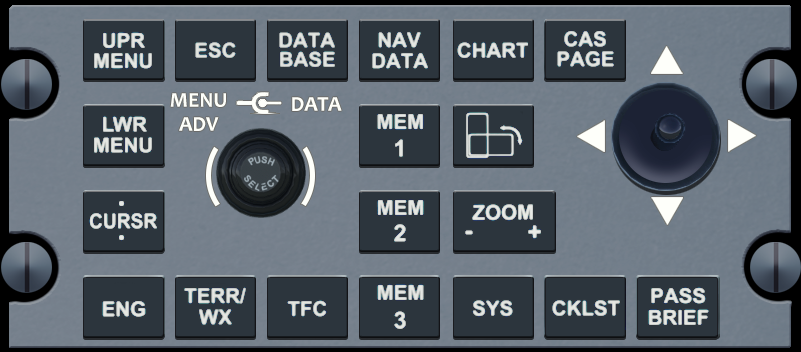 UPR
MENU
ESC
DATA
BASE
NAV
DATA
CHART
CAS
PAGE
MENU
ADV
DATA
LWR
MENU
PUSH
SELECT
MEM
1
CURSR
MEM
2
ZOOM
- +
ENG
TERR/
WX
TFC
MEM
3
SYS
CKLST
PASS
BRIEF